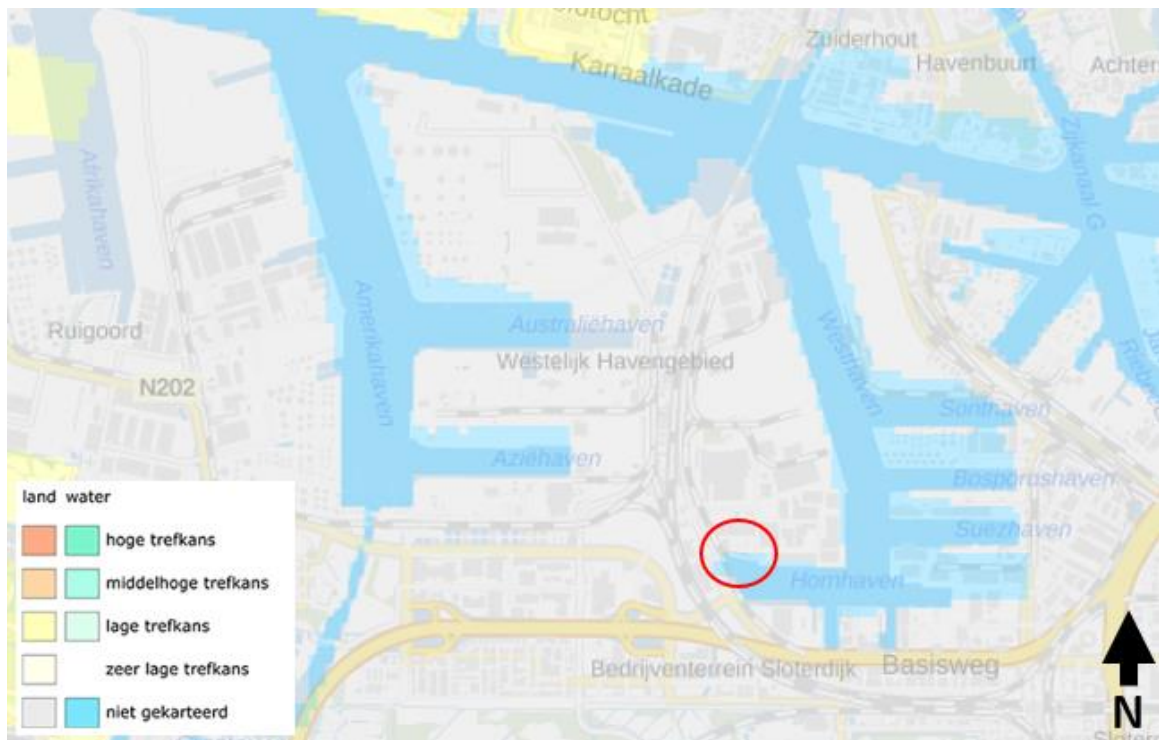 Zuiderhout
Kanaalkade
Havenbuurt
Achter
Afrikahaven
Zijkanaal G
Amerikahaven
Ruigoord
Australiëhaven
Westelijk Havengebied
Westhaven
N202
Sonthaven
Aziëhaven
Bosporushaven
Suezhaven
Hornhaven
Bedrijventerrein Sloterdijk
Basisweg
land water
hoge trefkans
middelhoge trefkans
lage trefkans
zeer lage trefkans
niet gekarteerd
N